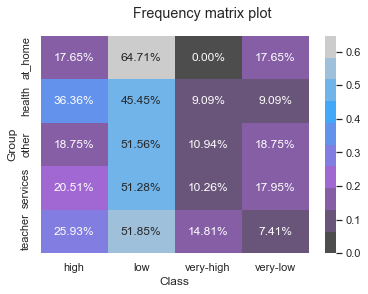 Frequency matrix plot
Group
at_home 17.65% 64.71% 0.00% 17.65%
health 36.36% 45.45% 9.09% 9.09%
other 18.75% 51.56% 10.94% 18.75%
services 20.51% 51.28% 10.26% 17.95%
teacher 25.93% 51.85% 14.81% 7.41%
high low very-high very-low
Class
0.6
0.5
0.4
0.3
0.2
0.1
0.0